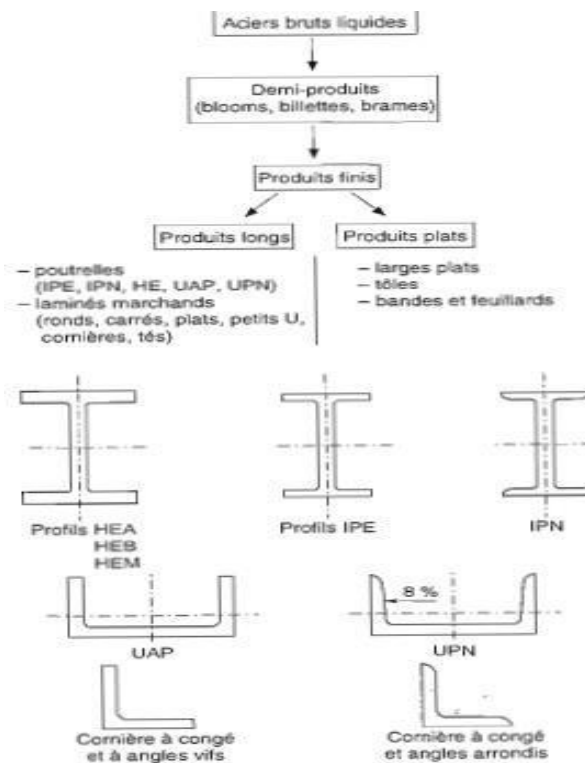 Aciers bruts liquides
Demi-produits
(blooms, billettes, brames)
Produits finis
Produits longs
Produits plats
– poutrelles
(IPE, IPN, HE, UAP, UPN)
– laminés marchands
(ronds, carrés, plats, petits U,
cornières, tés)
– larges plats
– tôles
– bandes et feuillards
Profils HEA
HEB
HEM
Profils IPE
IPN
UAP
8 %
UPN
Cornière à congé
et à angles vifs
Cornière à congé
et angles arrondis